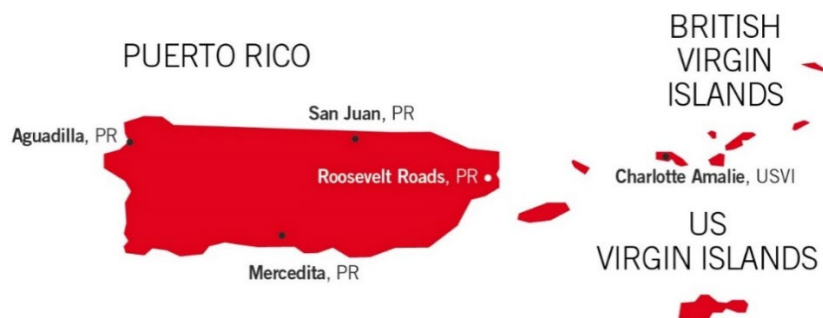 PUERTO RICO
BRITISH
VIRGIN
ISLANDS
San Juan, PR
Aguadilla, PR
Roosevelt Roads, PR
Charlotte Amalie, USVI
Mercedita, PR
US
VIRGIN ISLANDS